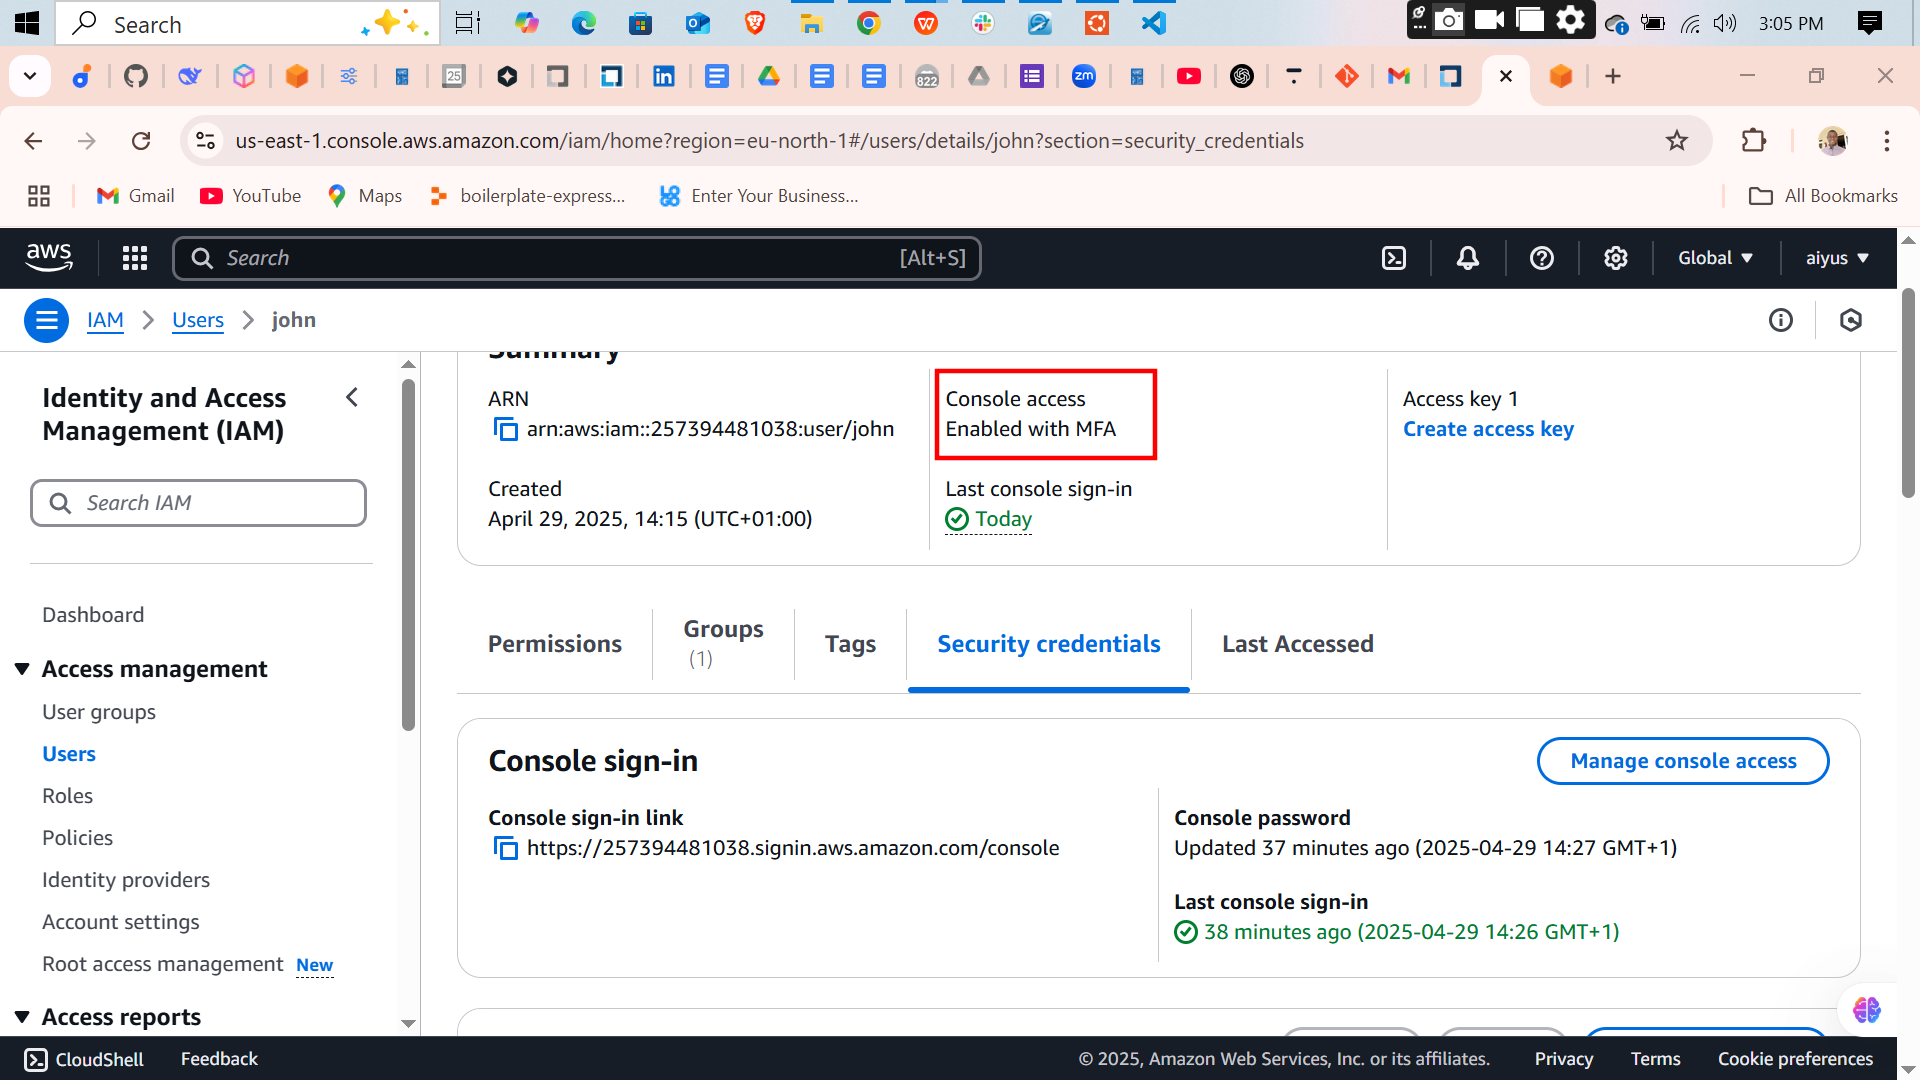 Search
3:05 PM
25
822
zm
us-east-1.console.aws.amazon.com/iam/home?region=eu-north-1#/users/details/john?section=security_credentials
Gmail
YouTube
Maps
boilerplate-express...
Enter Your Business...
All Bookmarks
aws
Search
[Alt+S]
Global
aiyus
IAM
Users
john
Identity and Access
Management (IAM)
Search IAM
Dashboard
Access management
User groups
Users
Roles
Policies
Identity providers
Account settings
Root access management New
Access reports
Summary
ARN
arn:aws:iam::257394481038:user/john
Created
April 29, 2025, 14:15 (UTC+01:00)
Console access
Enabled with MFA
Last console sign-in
Today
Access key 1
Create access key
Permissions
Groups
(1)
Tags
Security credentials
Last Accessed
Console sign-in
Manage console access
Console sign-in link
https://257394481038.signin.aws.amazon.com/console
Console password
Updated 37 minutes ago (2025-04-29 14:27 GMT+1)
Last console sign-in
38 minutes ago (2025-04-29 14:26 GMT+1)
CloudShell
Feedback
© 2025, Amazon Web Services, Inc. or its affiliates.
Privacy
Terms
Cookie preferences